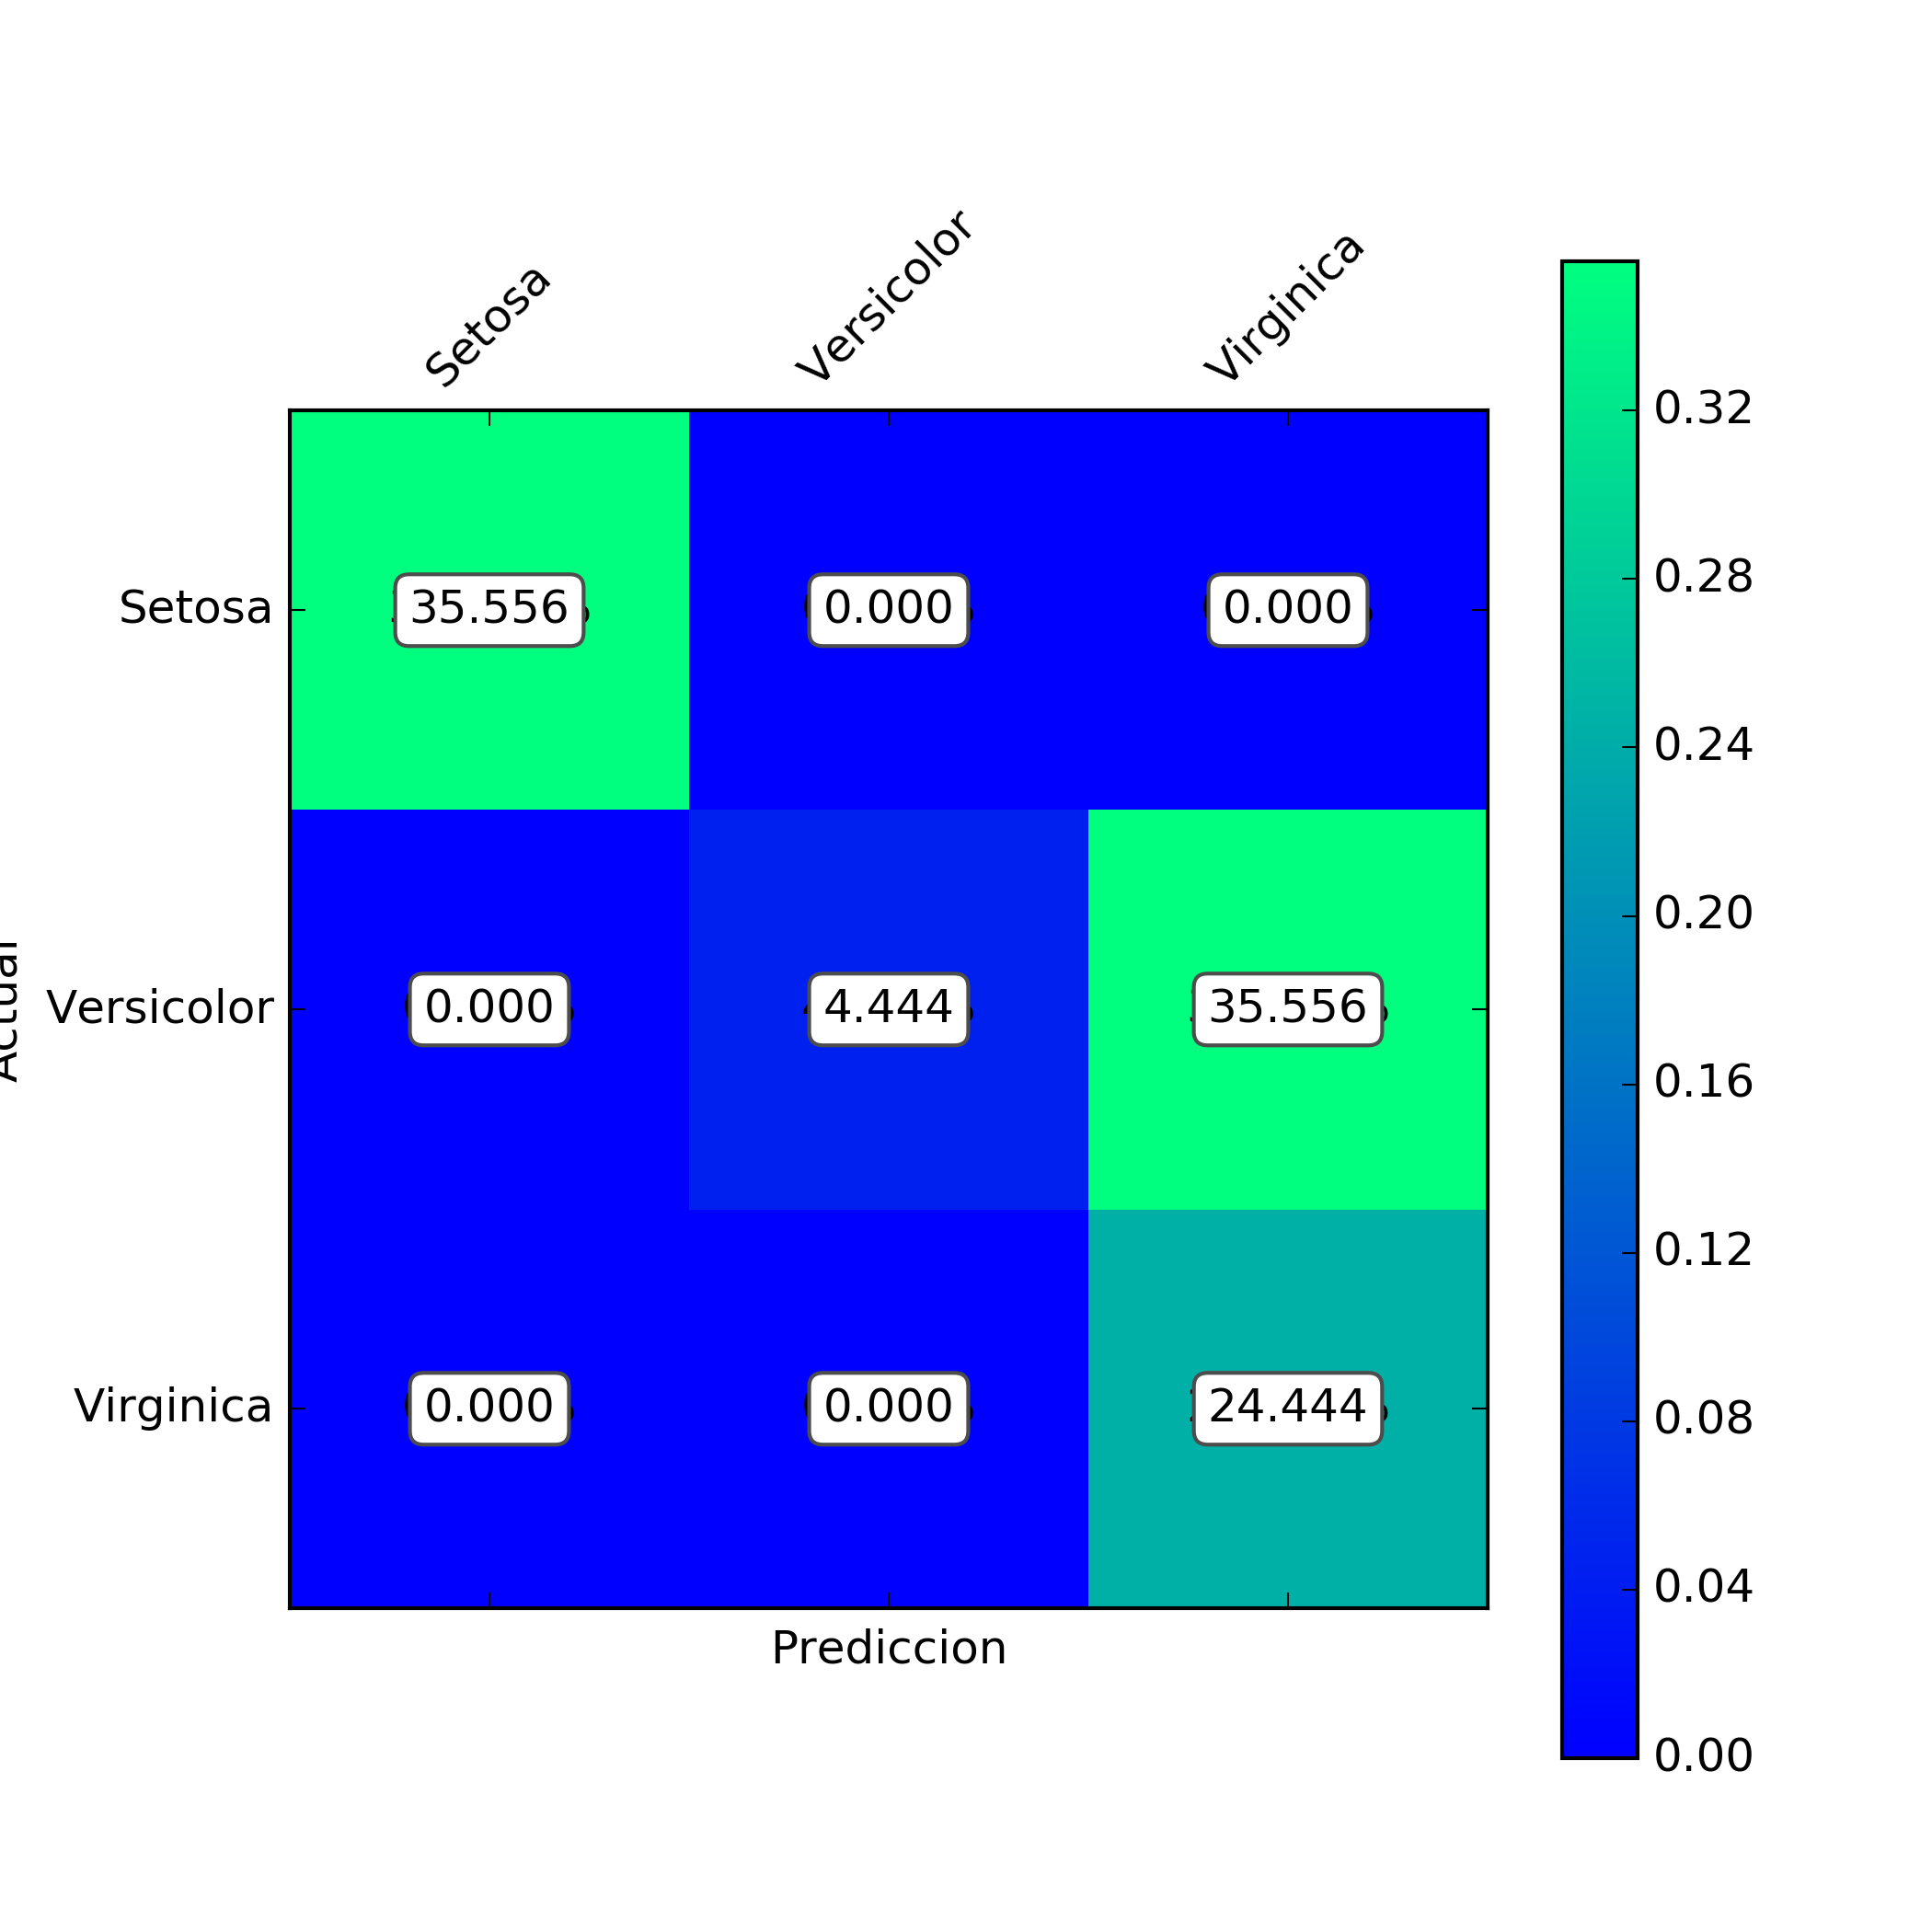 Setosa
Versicolor
Virginica
Setosa 35.556 0.000 0.000
Versicolor 0.000 4.444 35.556
Virginica 0.000 0.000 24.444
Actual
Prediccion
0.32
0.28
0.24
0.20
0.16
0.12
0.08
0.04
0.00